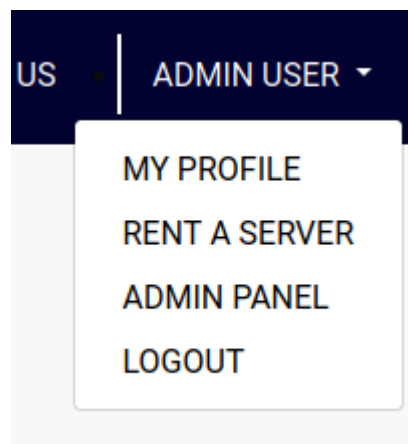 US ADMIN USER
MY PROFILE
RENT A SERVER
ADMIN PANEL
LOGOUT